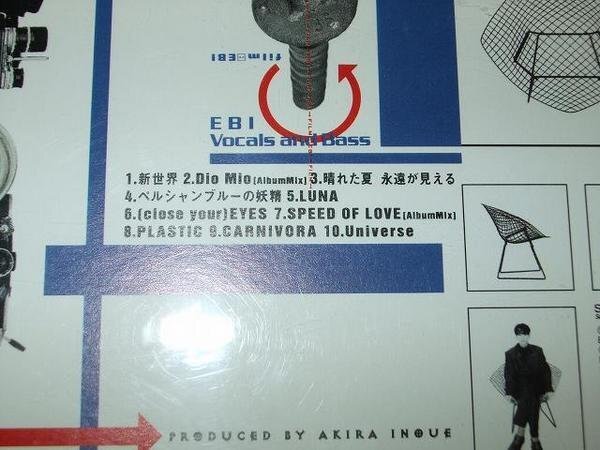 film EBI
EBI
Vocals and Bass
1.新世界 2.Dio Mio[AlbumMix] 3.晴れた夏 永遠が見える
4.ペルシャンブルーの妖精 5.LUNA
6.(close your)EYES 7.SPEED OF LOVE[AlbumMix]
8.PLASTIC 9.CARNIVORA 10.Universe
PRODUCED BY AKIRA INOUE